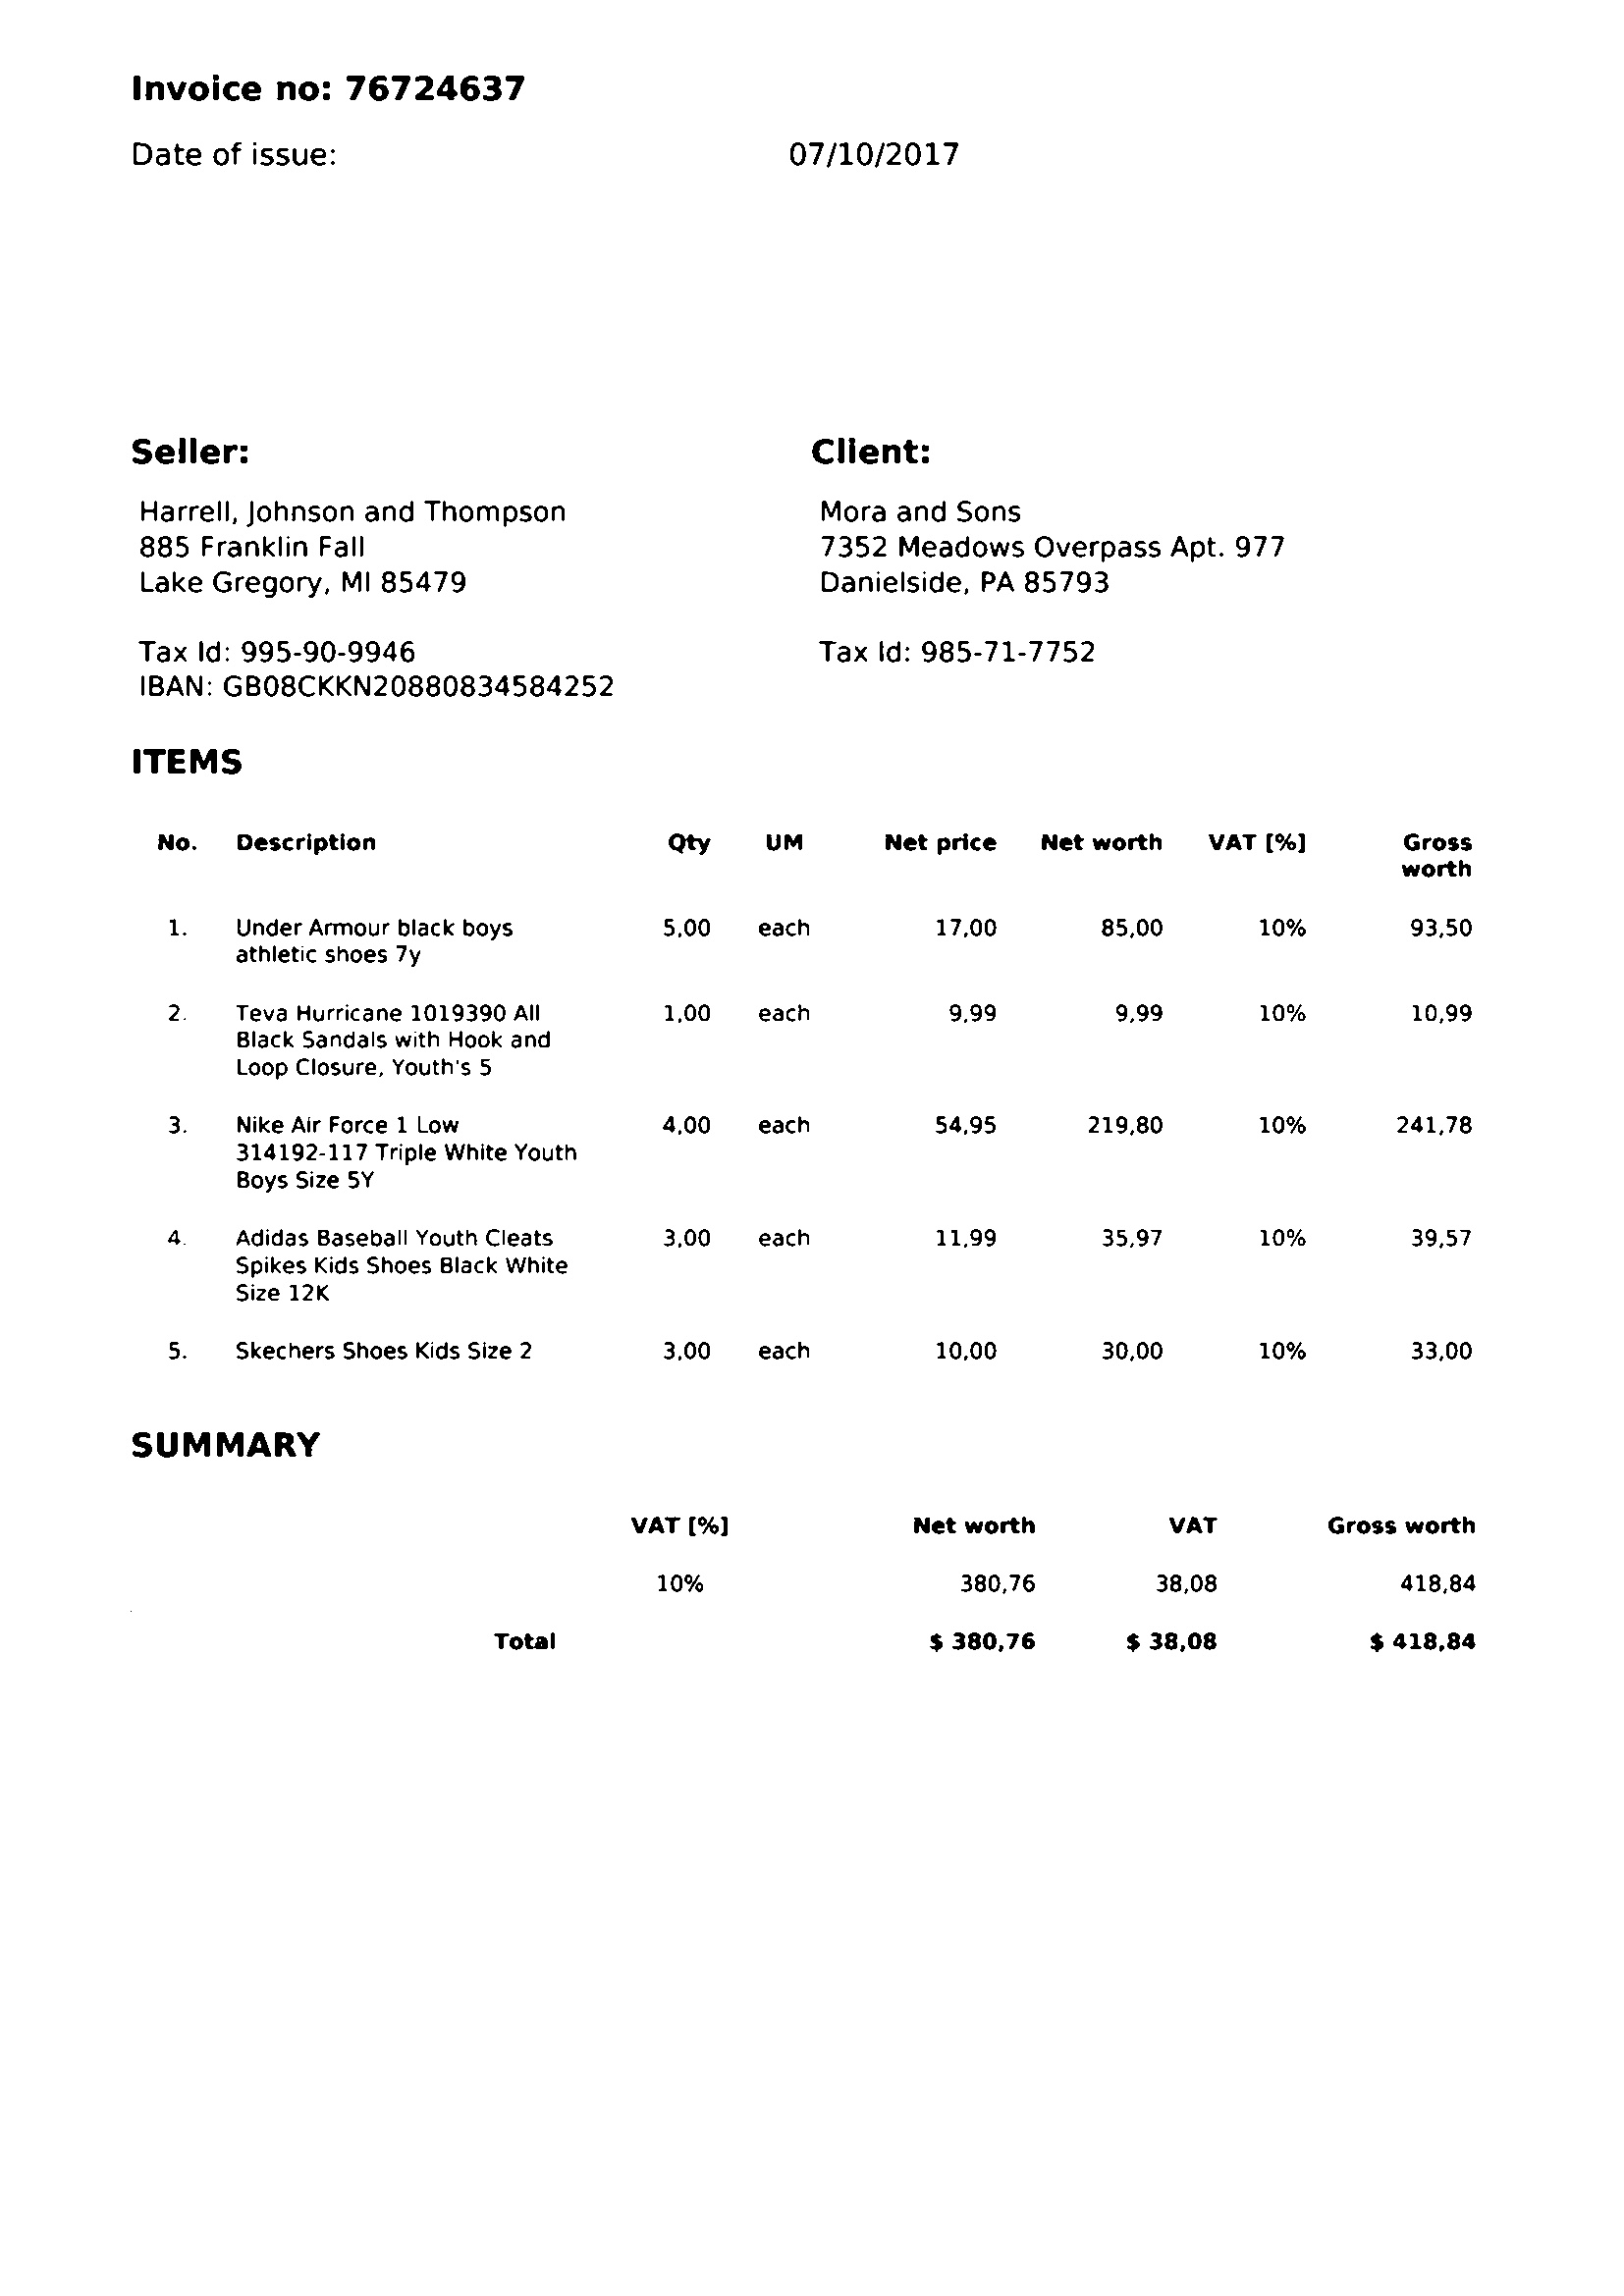 Invoice no: 76724637
Date of issue: 07/10/2017
Seller: Client:
Harrell, Johnson and Thompson Mora and Sons
885 Franklin Fall 7352 Meadows Overpass Apt. 977
Lake Gregory, MI 85479 Danielside, PA 85793
Tax Id: 995-90-9946 Tax Id: 985-71-7752
IBAN: GB08CKKN20880834584252
ITEMS
No. Description Qty UM Net price Net worth VAT [%] Gross
worth
1. Under Armour black boys 5,00 each 17,00 85,00 10% 93,50
athletic shoes 7y
2. Teva Hurricane 1019390 All 1,00 each 9,99 9,99 10% 10,99
Black Sandals with Hook and
Loop Closure, Youth's 5
3. Nike Air Force 1 Low 4,00 each 54,95 219,80 10% 241,78
314192-117 Triple White Youth
Boys Size 5Y
4. Adidas Baseball Youth Cleats 3,00 each 11,99 35,97 10% 39,57
Spikes Kids Shoes Black White
Size 12K
5. Skechers Shoes Kids Size 2 3,00 each 10,00 30,00 10% 33,00
SUMMARY
VAT [%] Net worth VAT Gross worth
10% 380,76 38,08 418,84
Total $ 380,76 $ 38,08 $ 418,84